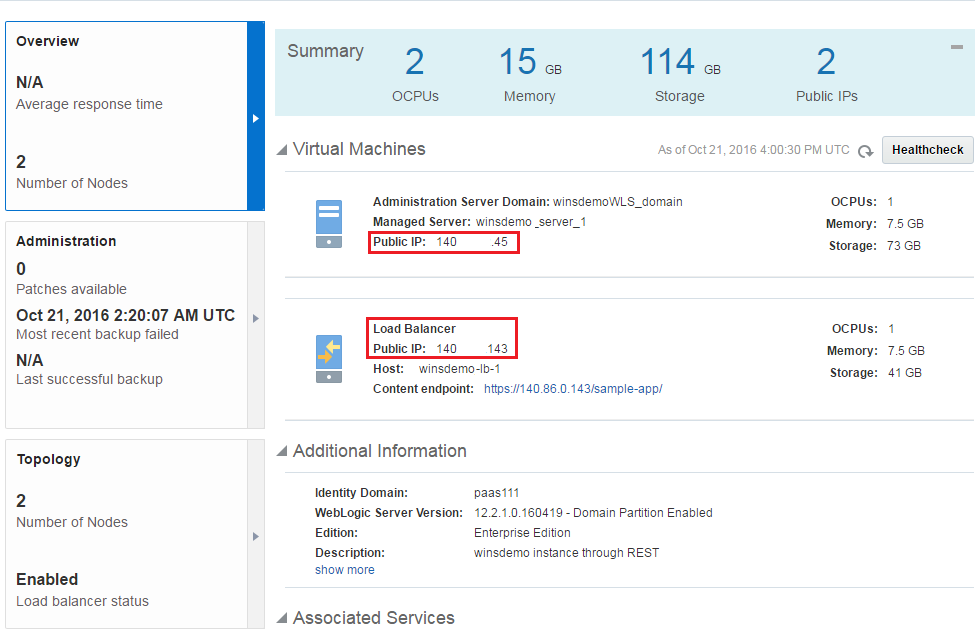 Overview
N/A
Average response time
2
Number of Nodes
Administration
0
Patches available
Oct 21, 2016 2:20:07 AM UTC
Most recent backup failed
N/A
Last successful backup
Topology
2
Number of Nodes
Enabled
Load balancer status
Summary
2 15 GB 114 GB 2
OCPUs Memory Storage Public IPs
Virtual Machines As of Oct 21, 2016 4:00:30 PM UTC Healthcheck
Administration Server Domain: winsdemoWLS_domain OCPUs: 1
Managed Server: winsdemo _server_1 Memory: 7.5 GB
Public IP: 140 .45 Storage: 73 GB
Load Balancer OCPUs: 1
Public IP: 140 143 Memory: 7.5 GB
Host: winsdemo-lb-1 Storage: 41 GB
Content endpoint: https://140.86.0.143/sample-app/
Additional Information
Identity Domain: paas111
WebLogic Server Version: 12.2.1.0.160419 - Domain Partition Enabled
Edition: Enterprise Edition
Description: winsdemo instance through REST
show more
Associated Services